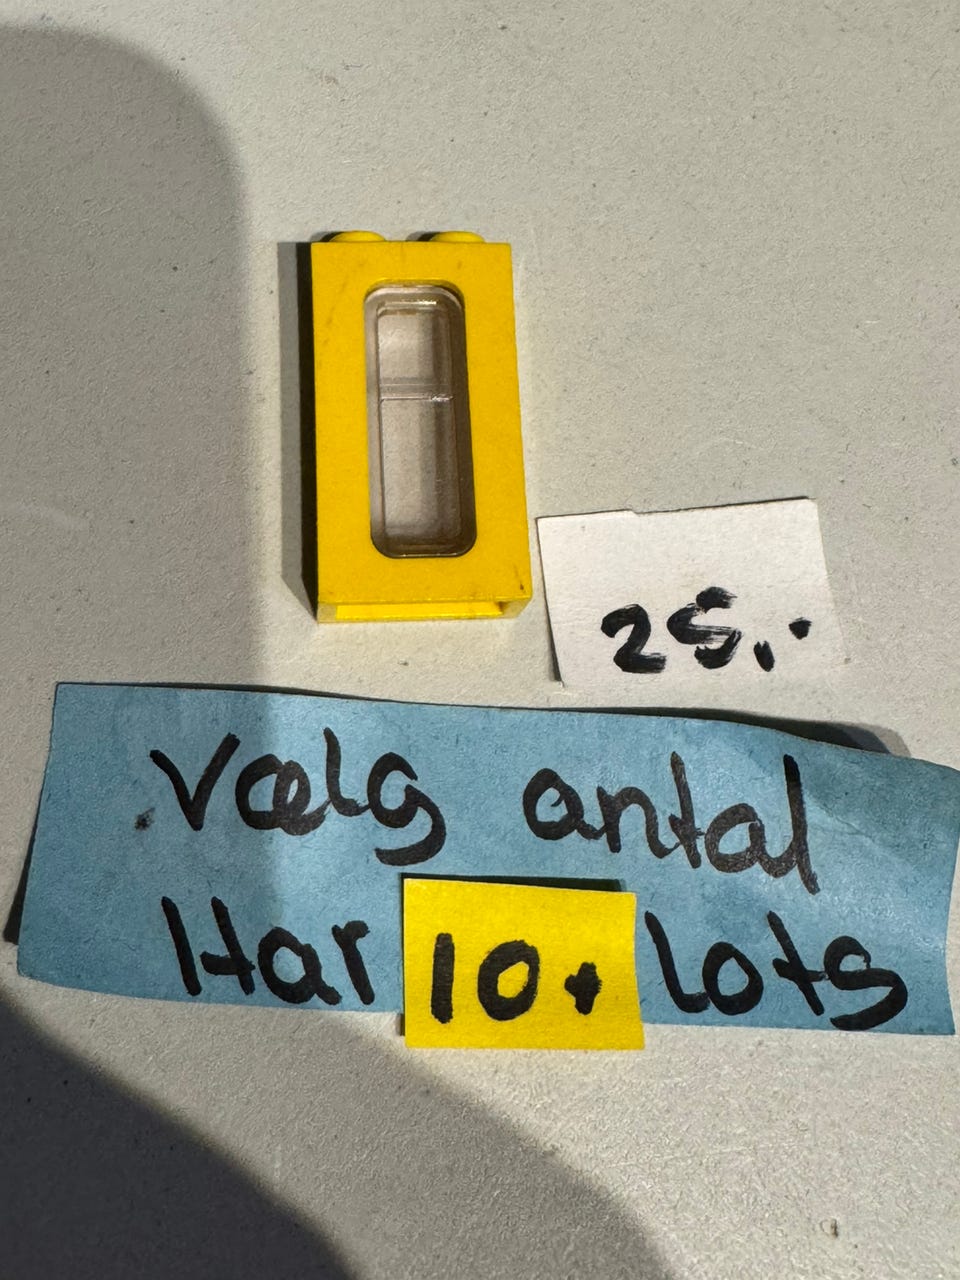 25,.
Vælg antal
Har 10+ lots